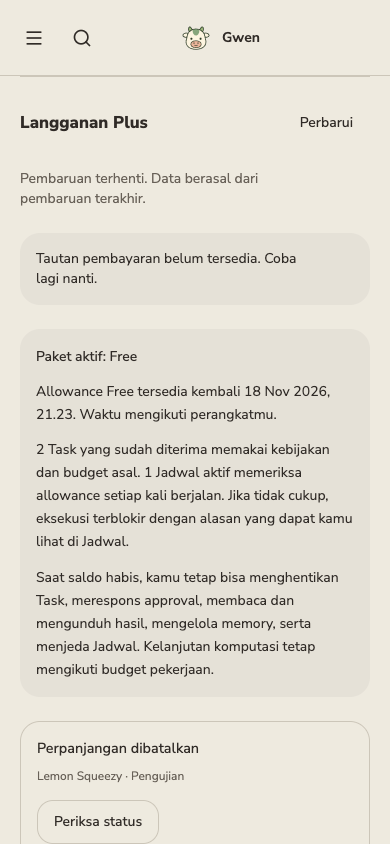 Gwen
Langganan Plus
Perbarui
Pembaruan terhenti. Data berasal dari
pembaruan terakhir.
Tautan pembayaran belum tersedia. Coba
lagi nanti.
Paket aktif: Free
Allowance Free tersedia kembali 18 Nov 2026,
21.23. Waktu mengikuti perangkatmu.
2 Task yang sudah diterima memakai kebijakan
dan budget asal. 1 Jadwal aktif memeriksa
allowance setiap kali berjalan. Jika tidak cukup,
eksekusi terblokir dengan alasan yang dapat kamu
lihat di Jadwal.
Saat saldo habis, kamu tetap bisa menghentikan
Task, merespons approval, membaca dan
mengunduh hasil, mengelola memory, serta
menjeda Jadwal. Kelanjutan komputasi tetap
mengikuti budget pekerjaan.
Perpanjangan dibatalkan
Lemon Squeezy · Pengujian
Periksa status